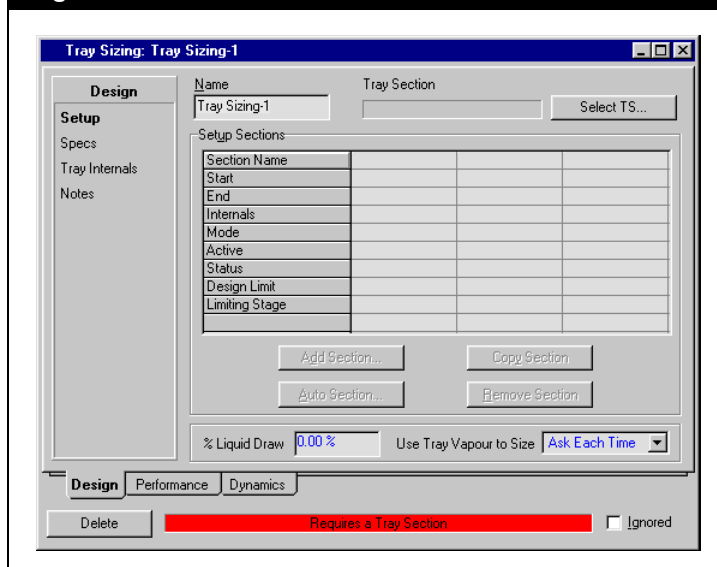 Tray Sizing: Tray Sizing-1
Design
Setup
Specs
Tray Internals
Notes
Name
Tray Sizing-1
Tray Section
Select TS...
Setup Sections
Section Name
Start
End
Internals
Mode
Active
Status
Design Limit
Limiting Stage
Add Section...
Copy Section
Auto Section...
Remove Section
% Liquid Draw 0.00 %
Use Tray Vapour to Size Ask Each Time
Design Performance Dynamics
Delete
Requires a Tray Section
Ignored